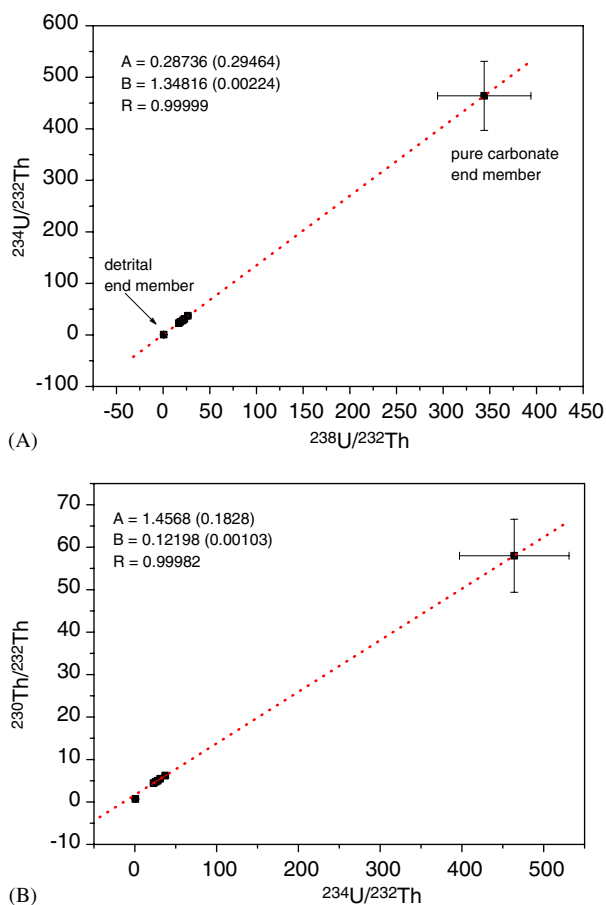 600
500
400
300
200
100
0
-100
234U/232Th
A = 0.28736 (0.29464)
B = 1.34816 (0.00224)
R = 0.99999
pure carbonate
end member
detrital
end member
-50 0 50 100 150 200 250 300 350 400 450
(A)
238U/232Th
70
60
50
40
30
20
10
0
-10
230Th/232Th
A = 1.4568 (0.1828)
B = 0.12198 (0.00103)
R = 0.99982
0 100 200 300 400 500
(B)
234U/232Th